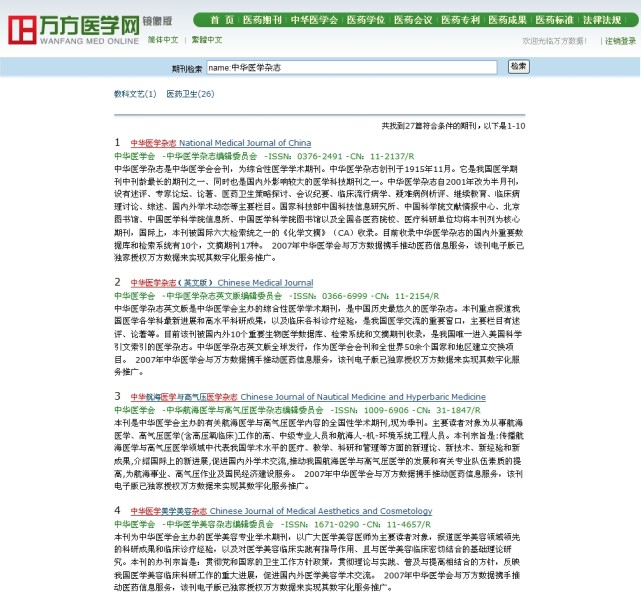 万方医学网 镜像版
WANFANG MED ONLINE 简体中文 | 繁體中文
首 页 | 医药期刊 | 中华医学会 | 医药学位 | 医药会议 | 医药专利 | 医药成果 | 医药标准 | 法律法规 |
欢迎光临万方数据! | 注销登录
期刊检索 name:中华医学杂志 检索
教科文艺(1) 医药卫生(26)
共找到27篇符合条件的期刊，以下是1-10
1 中华医学杂志 National Medical Journal of China
中华医学会 -中华医学杂志编辑委员会 -ISSN：0376-2491 -CN：11-2137/R
中华医学杂志是中华医学会会刊，为综合性医学学术期刊。中华医学杂志创刊于1915年11月。它是我国医学期
刊中刊龄最长的期刊之一、同时也是国内外影响较大的医学科技期刊之一。中华医学杂志自2001年改为半月刊，
设有述评、专家论坛、论著、医药卫生策略探讨、会议纪要、临床流行病学、疑难病例析评、继续教育、临床病
理讨论、综述、国内外学术动态等主要栏目。国家科技部中国科技信息研究所、中国科学院文献情报中心、北京
图书馆、中国医学科学院信息所、中国医学科学院图书馆以及全国各医药院校、医疗科研单位均将本刊列为核心
期刊，国际上，本刊被国际六大检索统之一的《化学文摘》（CA）收录。目前收录中华医学杂志的国内外重要数
据库和检索系统有10个，文摘期刊17种。 2007年中华医学会与万方数据携手推动医药信息服务，该刊电子版已
独家授权万方数据来实现其数字化服务推广。
2 中华医学杂志（英文版） Chinese Medical Journal
中华医学会 -中华医学杂志英文版编辑委员会 -ISSN：0366-6999 -CN：11-2154/R
中华医学杂志英文版是中华医学会主办的综合性医学学术期刊，是中国历史最悠久的医学杂志。本刊重点报道我
国医学各学科最新进展和高水平科研成果，以及临床各科诊疗经验，是我国医学交流的重要窗口，主要栏目有述
评、论著等。目前该刊被国内外10个重要生物医学数据库、检索系统和文摘期刊收录，是我国唯一进入美国科学
引文索引的医学杂志。中华医学杂志英文版全球发行，作为医学会会刊和全世界50余个国家和地区建立交换项
目。 2007年中华医学会与万方数据携手推动医药信息服务，该刊电子版已独家授权万方数据来实现其数字化服
务推广。
3 中华航海医学与高气压医学杂志 Chinese Journal of Nautical Medicine and Hyperbaric Medicine
中华医学会 -中华航海医学与高气压医学杂志编辑委员会 -ISSN：1009-6906 -CN：31-1847/R
本刊是中华医学会主办的有关航海医学与高气压医学内容的全国性学术期刊,现为季刊。主要读者对象为从事航海
医学、高气压医学(含高压氧临床)工作的高、中级专业人员和航海人-机-环境系统工程人员。本刊宗旨是:传播航
海医学与高气压医学领域中代表我国学术水平的医疗、教学、科研和管理等方面的新理论、新技术、新经验和新
成果,介绍国际上的新进展,促进国内外学术交流,推动我国航海医学与高气压医学的发展和有关专业队伍素质的提
高,为航海事业、高气压作业及国民经济建设服务。 2007年中华医学会与万方数据携手推动医药信息服务，该刊
电子版已独家授权万方数据来实现其数字化服务推广。
4 中华医学美学美容杂志 Chinese Journal of Medical Aesthetics and Cosmetology
中华医学会 -中华医学美容杂志编辑委员会 -ISSN：1671-0290 -CN：11-4657/R
本刊为中华医学会主办的医学美容专业学术期刊，以广大医学美容医师为主要读者对象，报道医学美容领域领先
的科研成果和临床诊疗经验，以及对医学美容临床实践有指导作用、且与医学美容临床密切结合的基础理论研
究。本刊的办刊宗旨是：贯彻党和国家的卫生工作方针政策，贯彻理论与实践、普及与提高相结合的方针，反映
我国医学美容临床科研工作的重大进展，促进国内外医学美容学术交流。 2007年中华医学会与万方数据携手推
动医药信息服务，该刊电子版已独家授权万方数据来实现其数字化服务推广。